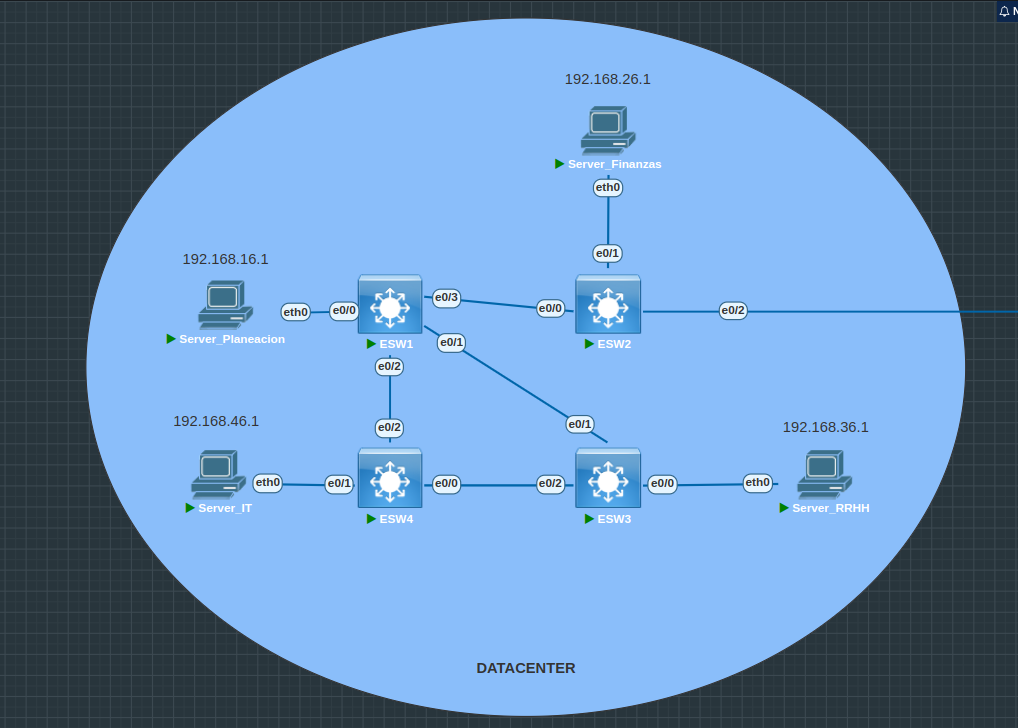 N
192.168.26.1
Server_Finanzas
eth0
e0/1
192.168.16.1
Server_Planeacion
eth0
e0/0
ESW1
e0/3
e0/0
ESW2
e0/2
e0/1
e0/2
e0/2
e0/1
192.168.46.1
Server_IT
eth0
e0/1
ESW4
e0/0
e0/2
ESW3
e0/0
eth0
192.168.36.1
Server_RRHH
DATACENTER